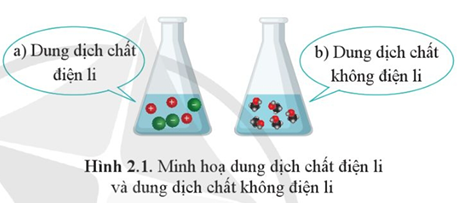 a) Dung dịch chất
điện li
b) Dung dịch chất
không điện li
Hình 2.1. Minh hoạ dung dịch chất điện li
và dung dịch chất không điện li